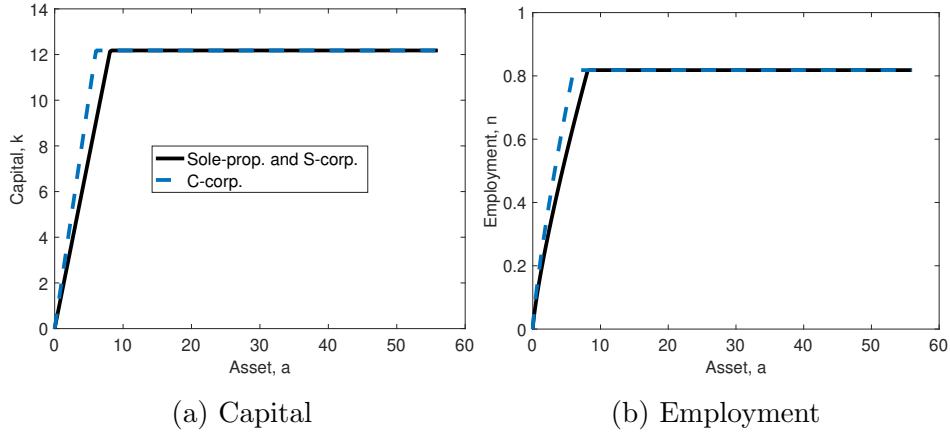 14
12
10
8
6
4
2
0
Capital, k
Sole-prop. and S-corp.
C-corp.
0 10 20 30 40 50 60
Asset, a
(a) Capital
1
0.8
0.6
0.4
0.2
0
Employment, n
0 10 20 30 40 50 60
Asset, a
(b) Employment